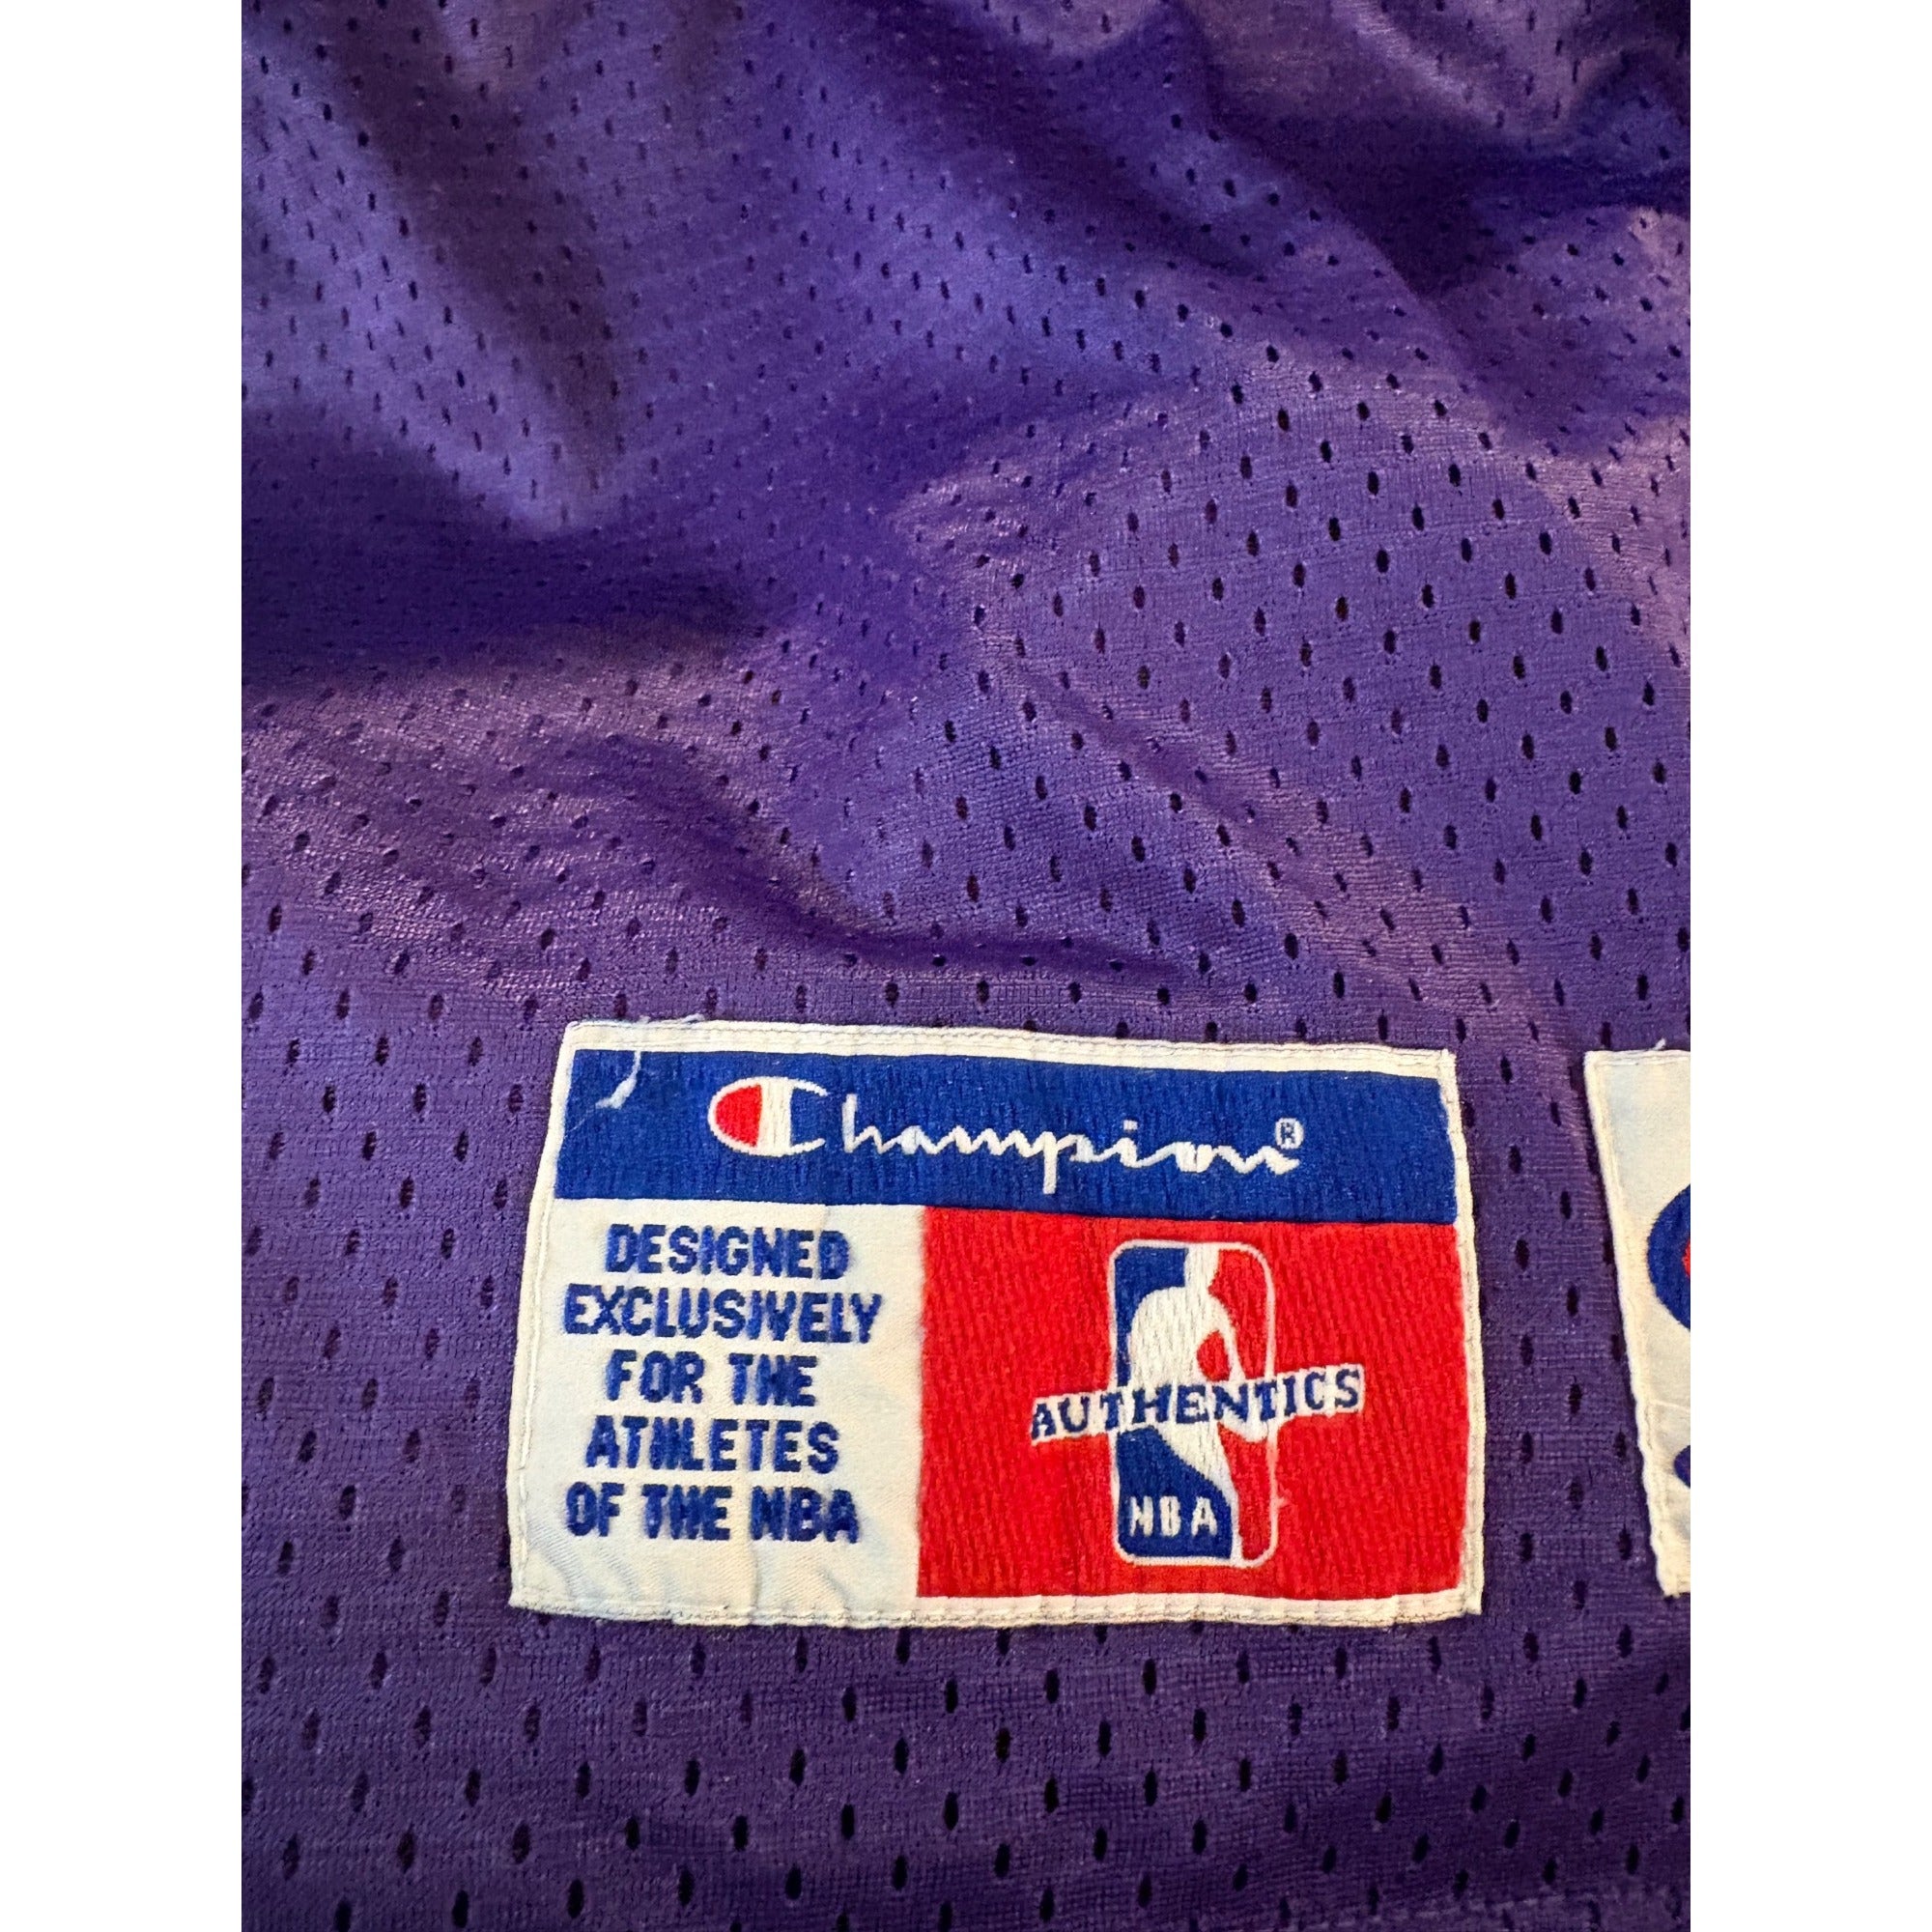 Champion®
DESIGNED
EXCLUSIVELY
FOR THE
ATHLETES
OF THE NBA
AUTHENTICS
NBA